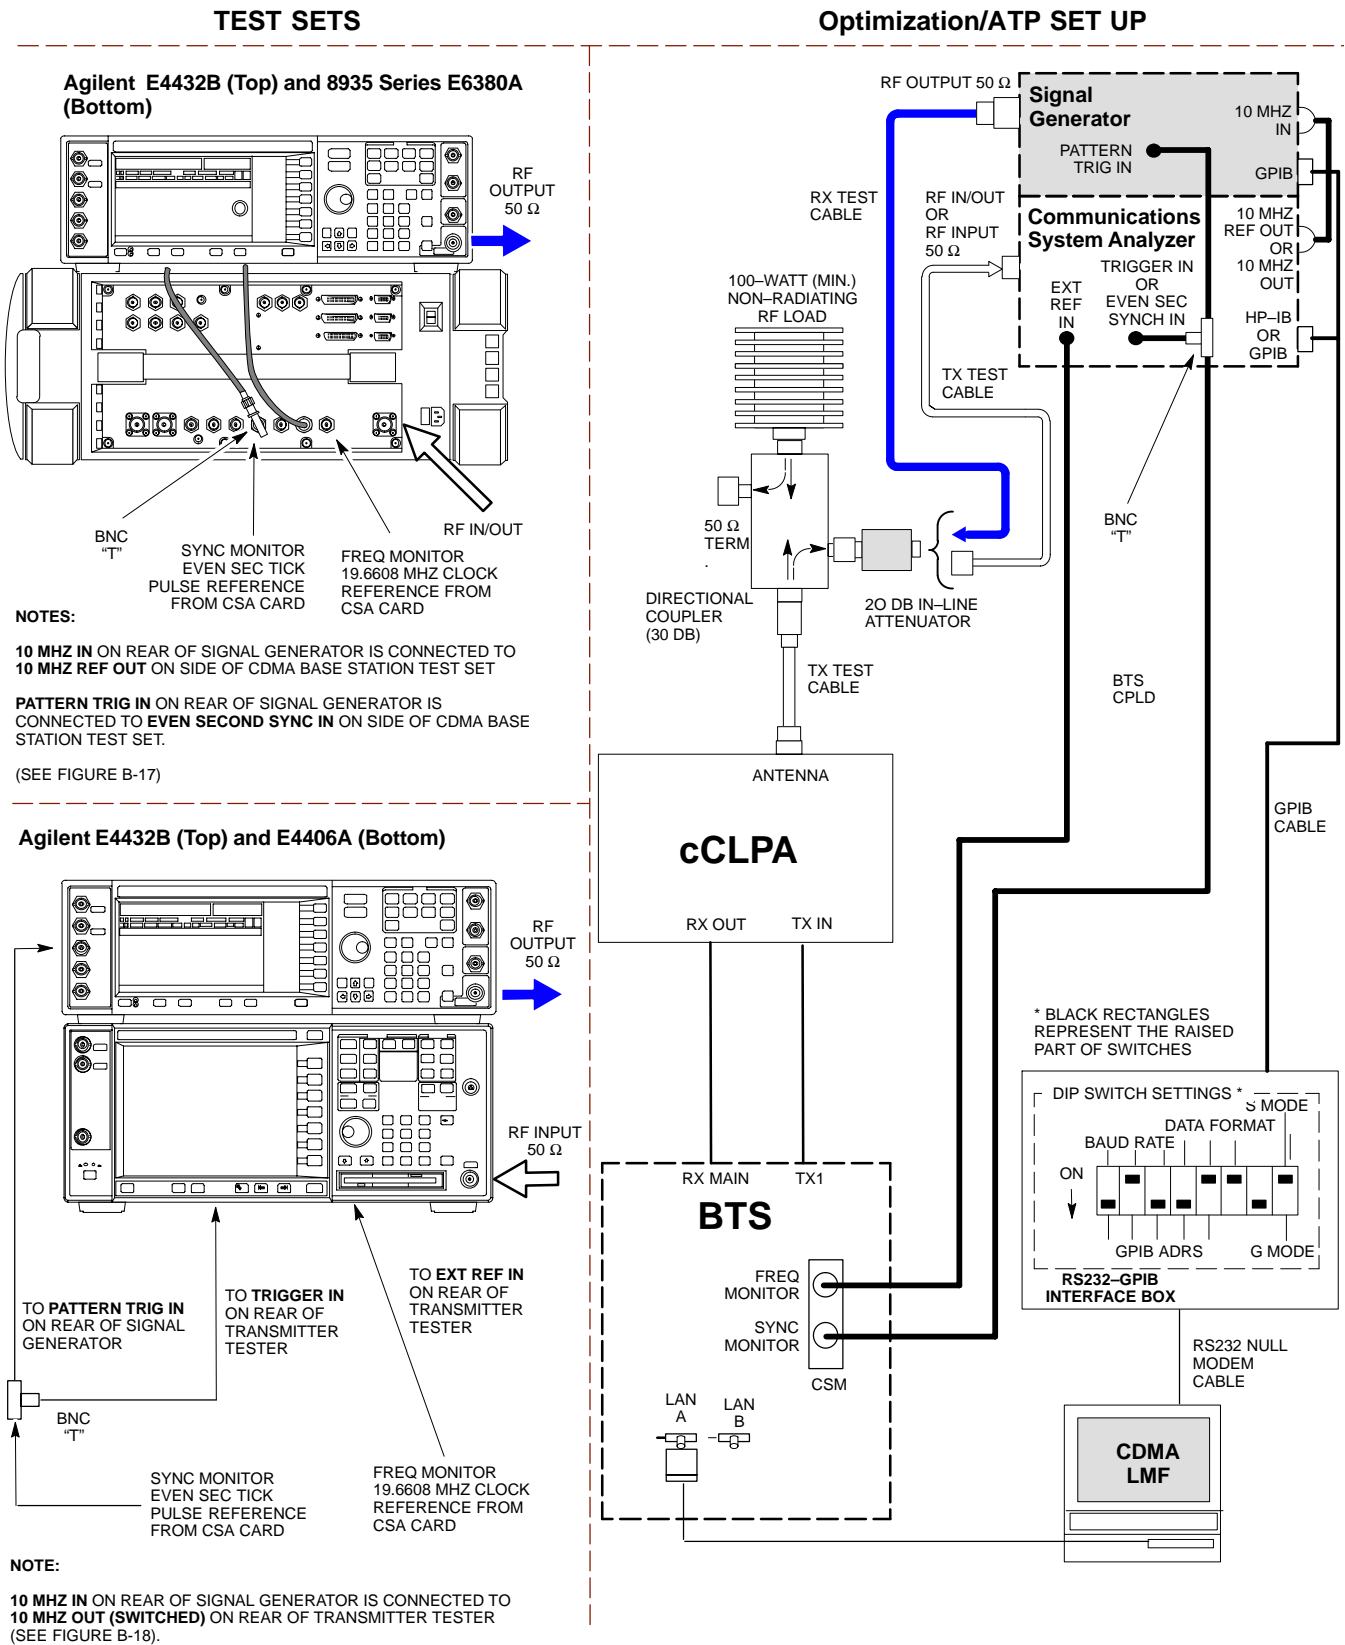 TEST SETS
Optimization/ATP SET UP
Agilent E4432B (Top) and 8935 Series E6380A
(Bottom)
RF
OUTPUT
50 Ω
BNC
“T”
SYNC MONITOR
EVEN SEC TICK
PULSE REFERENCE
FROM CSA CARD
FREQ MONITOR
19.6608 MHZ CLOCK
REFERENCE FROM
CSA CARD
RF IN/OUT
NOTES:
10 MHZ IN ON REAR OF SIGNAL GENERATOR IS CONNECTED TO
10 MHZ REF OUT ON SIDE OF CDMA BASE STATION TEST SET
PATTERN TRIG IN ON REAR OF SIGNAL GENERATOR IS
CONNECTED TO EVEN SECOND SYNC IN ON SIDE OF CDMA BASE
STATION TEST SET.
(SEE FIGURE B-17)
Agilent E4432B (Top) and E4406A (Bottom)
RF
OUTPUT
50 Ω
RF INPUT
50 Ω
TO PATTERN TRIG IN
ON REAR OF SIGNAL
GENERATOR
TO TRIGGER IN
ON REAR OF
TRANSMITTER
TESTER
TO EXT REF IN
ON REAR OF
TRANSMITTER
TESTER
BNC
“T”
SYNC MONITOR
EVEN SEC TICK
PULSE REFERENCE
FROM CSA CARD
FREQ MONITOR
19.6608 MHZ CLOCK
REFERENCE FROM
CSA CARD
NOTE:
10 MHZ IN ON REAR OF SIGNAL GENERATOR IS CONNECTED TO
10 MHZ OUT (SWITCHED) ON REAR OF TRANSMITTER TESTER
(SEE FIGURE B-18).
RF OUTPUT 50 Ω
Signal
Generator
10 MHZ
IN
PATTERN
TRIG IN
GPIB
RX TEST
CABLE
RF IN/OUT
OR
RF INPUT
50 Ω
Communications
System Analyzer
10 MHZ
REF OUT
OR
10 MHZ
OUT
TRIGGER IN
OR
EVEN SEC
SYNCH IN
EXT
REF
IN
HP–IB
OR
GPIB
100–WATT (MIN.)
NON–RADIATING
RF LOAD
TX TEST
CABLE
50 Ω
TERM
.
BNC
“T”
DIRECTIONAL
COUPLER
(30 DB)
2O DB IN–LINE
ATTENUATOR
TX TEST
CABLE
BTS
CPLD
ANTENNA
cCLPA
RX OUT
TX IN
GPIB
CABLE
* BLACK RECTANGLES
REPRESENT THE RAISED
PART OF SWITCHES
DIP SWITCH SETTINGS *
S MODE
DATA FORMAT
BAUD RATE
ON
GPIB ADRS
G MODE
RS232–GPIB
INTERFACE BOX
RX MAIN
TX1
BTS
FREQ
MONITOR
SYNC
MONITOR
CSM
LAN
A
LAN
B
RS232 NULL
MODEM
CABLE
CDMA
LMF